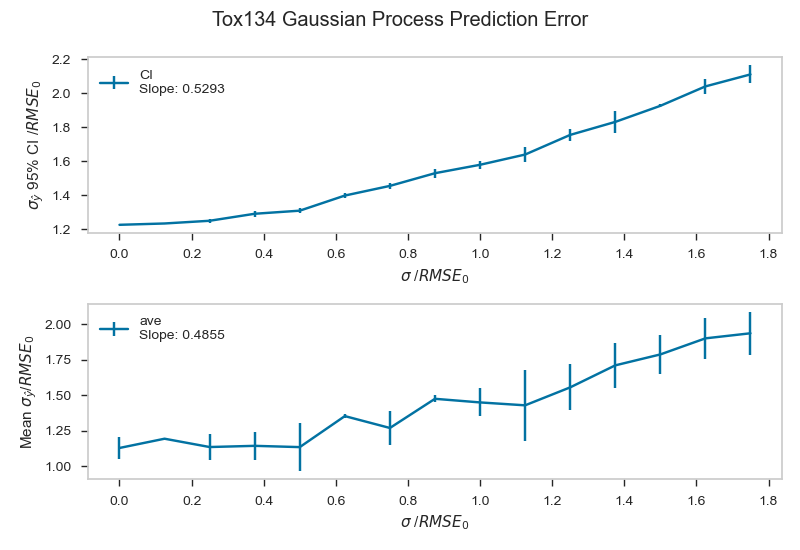 Tox134 Gaussian Process Prediction Error
CI
Slope: 0.5293
σ_ŷ 95% CI /RMSE₀
2.2
2.0
1.8
1.6
1.4
1.2
0.0 0.2 0.4 0.6 0.8 1.0 1.2 1.4 1.6 1.8
σ /RMSE₀
ave
Slope: 0.4855
Mean σ_ŷ/RMSE₀
2.00
1.75
1.50
1.25
1.00
0.0 0.2 0.4 0.6 0.8 1.0 1.2 1.4 1.6 1.8
σ /RMSE₀